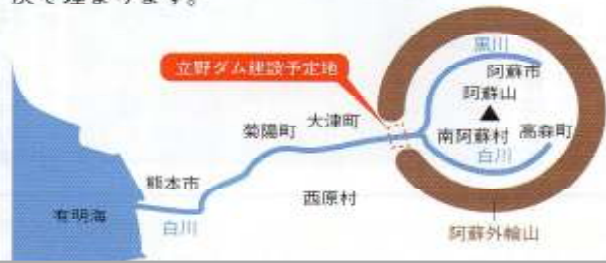 黒川
立野ダム建設予定地
阿蘇市
阿蘇山
大津町
菊陽町
南阿蘇村
高森町
白川
熊本市
西原村
有明海
白川
阿蘇外輪山